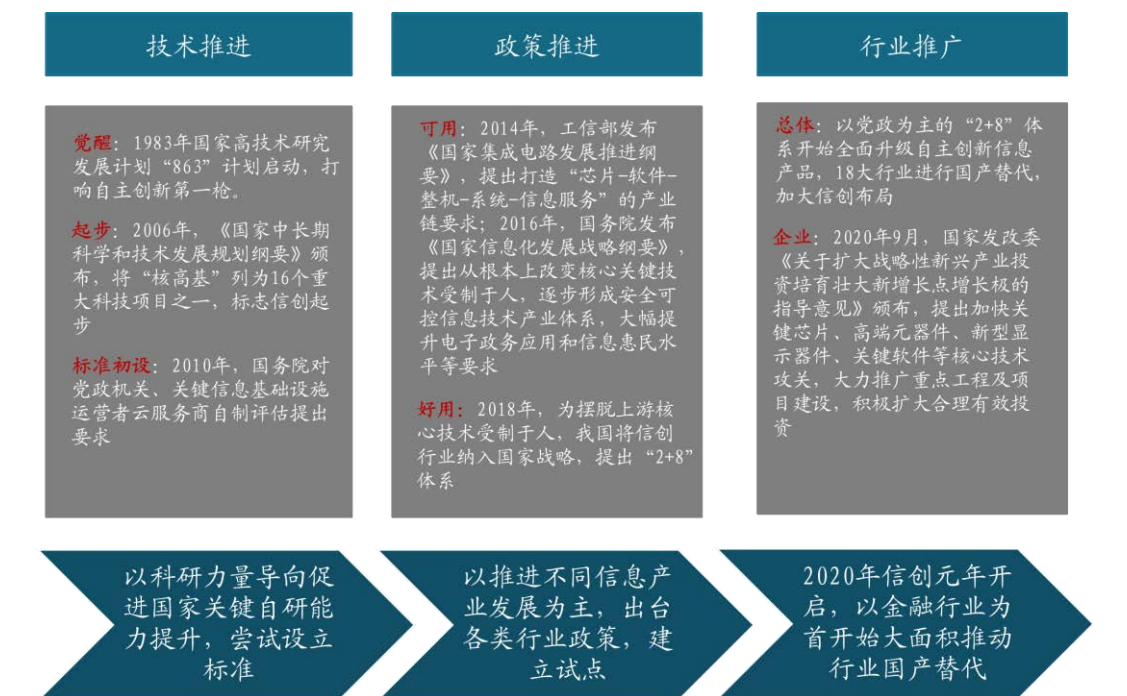 技术推进
觉醒：1983年国家高技术研究
发展计划“863”计划启动，打
响自主创新第一枪。
起步：2006年，《国家中长期
科学和技术发展规划纲要》颁
布，将“核高基”列为16个重
大科技项目之一，标志信创起
步
标准初设：2010年，国务院对
党政机关、关键信息基础设施
运营者云服务商自制评估提出
要求
以科研力量导向促
进国家关键自研能
力提升，尝试设立
标准
政策推进
可用：2014年，工信部发布
《国家集成电路发展推进纲
要》，提出打造“芯片-软件-
整机-系统-信息服务”的产业
链要求；2016年，国务院发布
《国家信息化发展战略纲要》，
提出从根本上改变核心关键技
术受制于人，逐步形成安全可
控信息技术产业体系，大幅提
升电子政务应用和信息惠民水
平等要求
好用：2018年，为摆脱上游核
心技术受制于人，我国将信创
行业纳入国家战略，提出“2+8”
体系
以推进不同信息产
业发展为主，出台
各类行业政策，建
立试点
行业推广
总体：以党政为主的“2+8”体
系开始全面升级自主创新信息
产品，18大行业进行国产替代，
加大信创布局
企业：2020年9月，国家发改委
《关于扩大战略性新兴产业投
资培育壮大新增长点增长极的
指导意见》颁布，提出加快关
键芯片、高端元器件、新型显
示器件、关键软件等核心技术
攻关，大力推广重点工程及项
目建设，积极扩大合理有效投
资
2020年信创元年开
启，以金融行业为
首开始大面积推动
行业国产替代